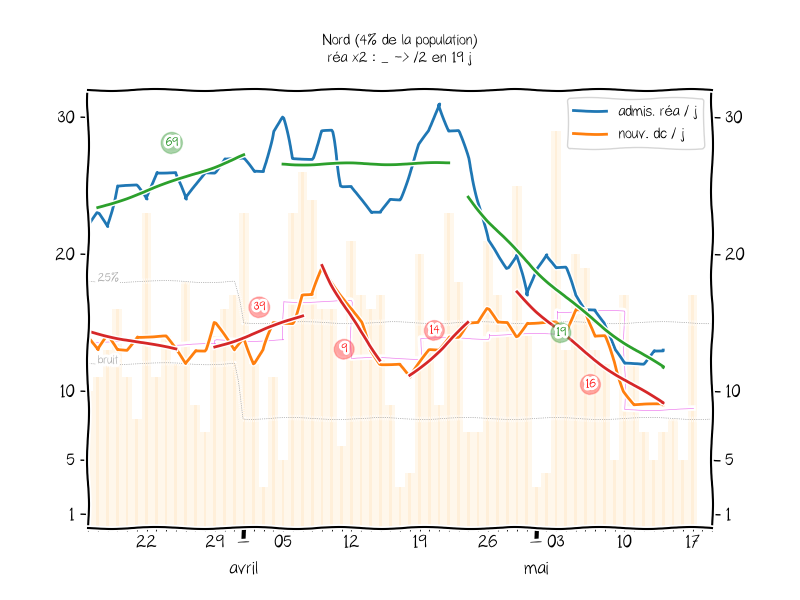 Nord (4% de la population)
réa x2 : _ -> /2 en 19 j
admis. réa / j
nouv. dc / j
30
30
69
20
20
25%
39
14
19
9
bruit
16
10
10
5
5
1
1
22 29 05 12 19 26 03 10 17
avril mai